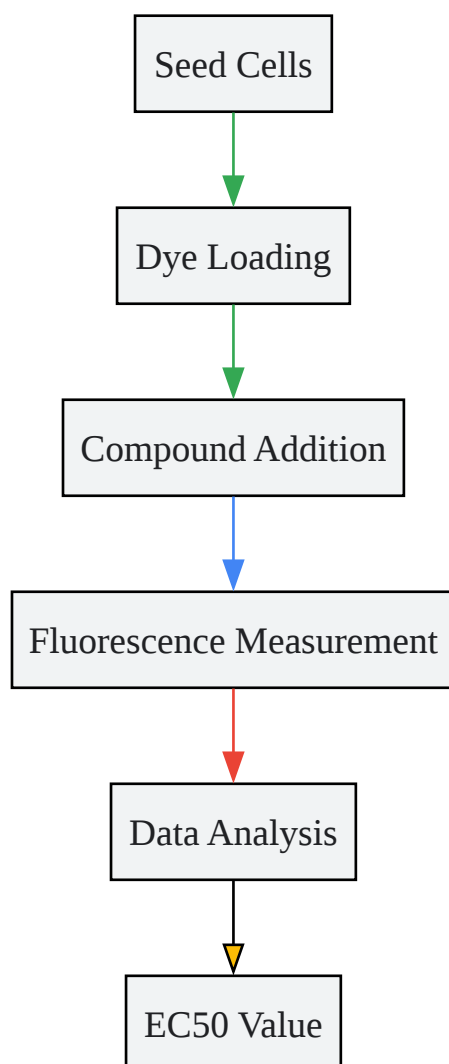 Seed Cells
Dye Loading
Compound Addition
Fluorescence Measurement
Data Analysis
EC50 Value